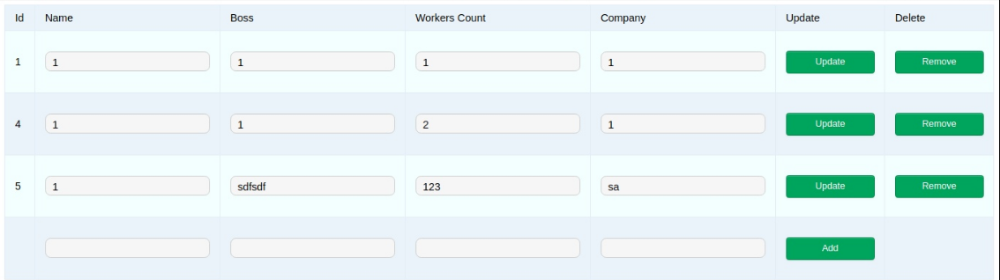 Id Name Boss Workers Count Company Update Delete
1 1 1 1 1 Update Remove
4 1 1 2 1 Update Remove
5 1 sdfsdf 123 sa Update Remove
Add